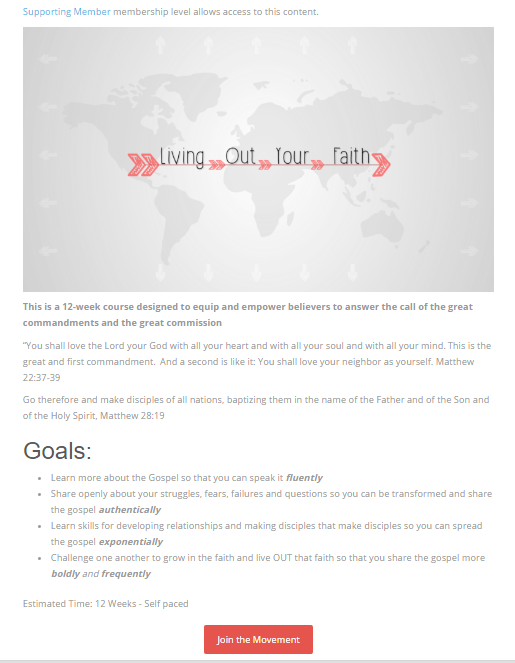 Supporting Member membership level allows access to this content.
Living Out Your Faith
This is a 12-week course designed to equip and empower believers to answer the call of the great
commandments and the great commission
"You shall love the Lord your God with all your heart and with all your soul and with all your mind. This is the
great and first commandment.  And a second is like it: You shall love your neighbor as yourself. Matthew
22:37-39
Go therefore and make disciples of all nations, baptizing them in the name of the Father and of the Son and
of the Holy Spirit, Matthew 28:19
Goals:
Learn more about the Gospel so that you can speak it fluently
Share openly about your struggles, fears, failures and questions so you can be transformed and share
the gospel authentically
Learn skills for developing relationships and making disciples that make disciples so you can spread
the gospel exponentially
Challenge one another to grow in the faith and live OUT that faith so that you share the gospel more
boldly and frequently
Estimated Time: 12 Weeks - Self paced
Join the Movement